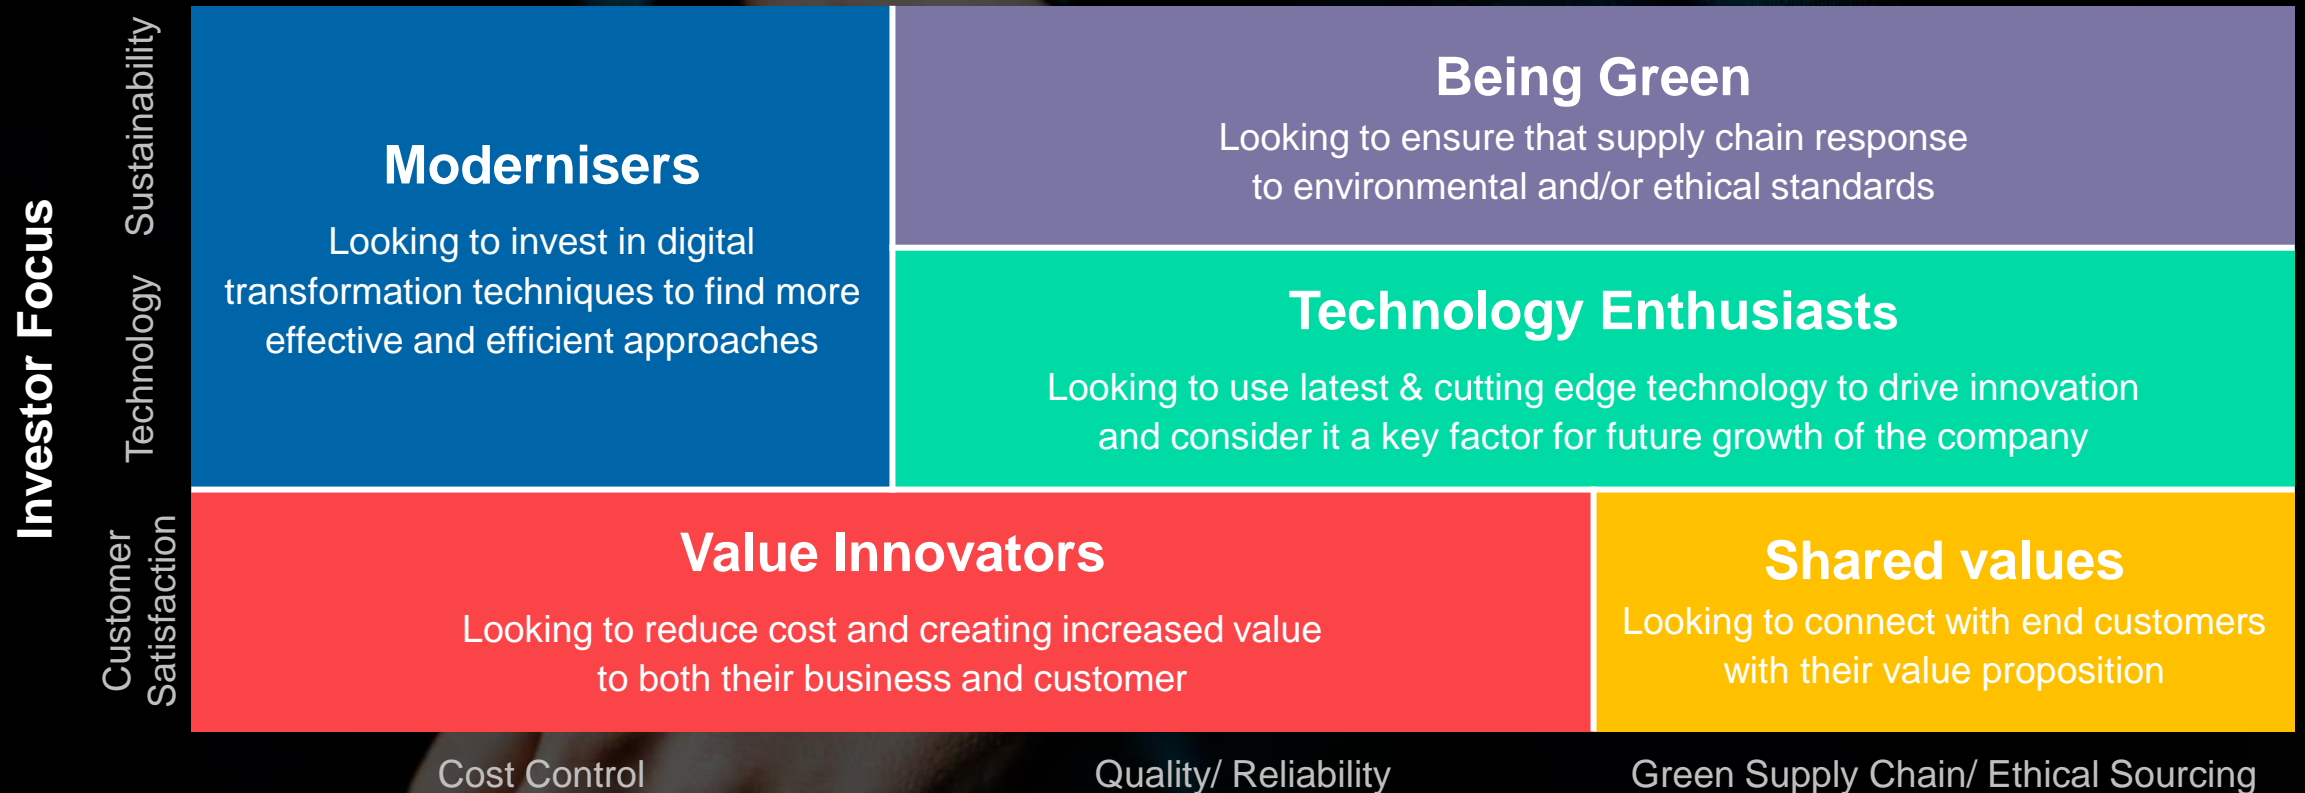 Investor Focus
Sustainability
Technology
Customer
Satisfaction
Modernisers
Looking to invest in digital
transformation techniques to find more
effective and efficient approaches
Being Green
Looking to ensure that supply chain response
to environmental and/or ethical standards
Technology Enthusiasts
Looking to use latest & cutting edge technology to drive innovation
and consider it a key factor for future growth of the company
Value Innovators
Looking to reduce cost and creating increased value
to both their business and customer
Shared values
Looking to connect with end customers
with their value proposition
Cost Control
Quality/ Reliability
Green Supply Chain/ Ethical Sourcing